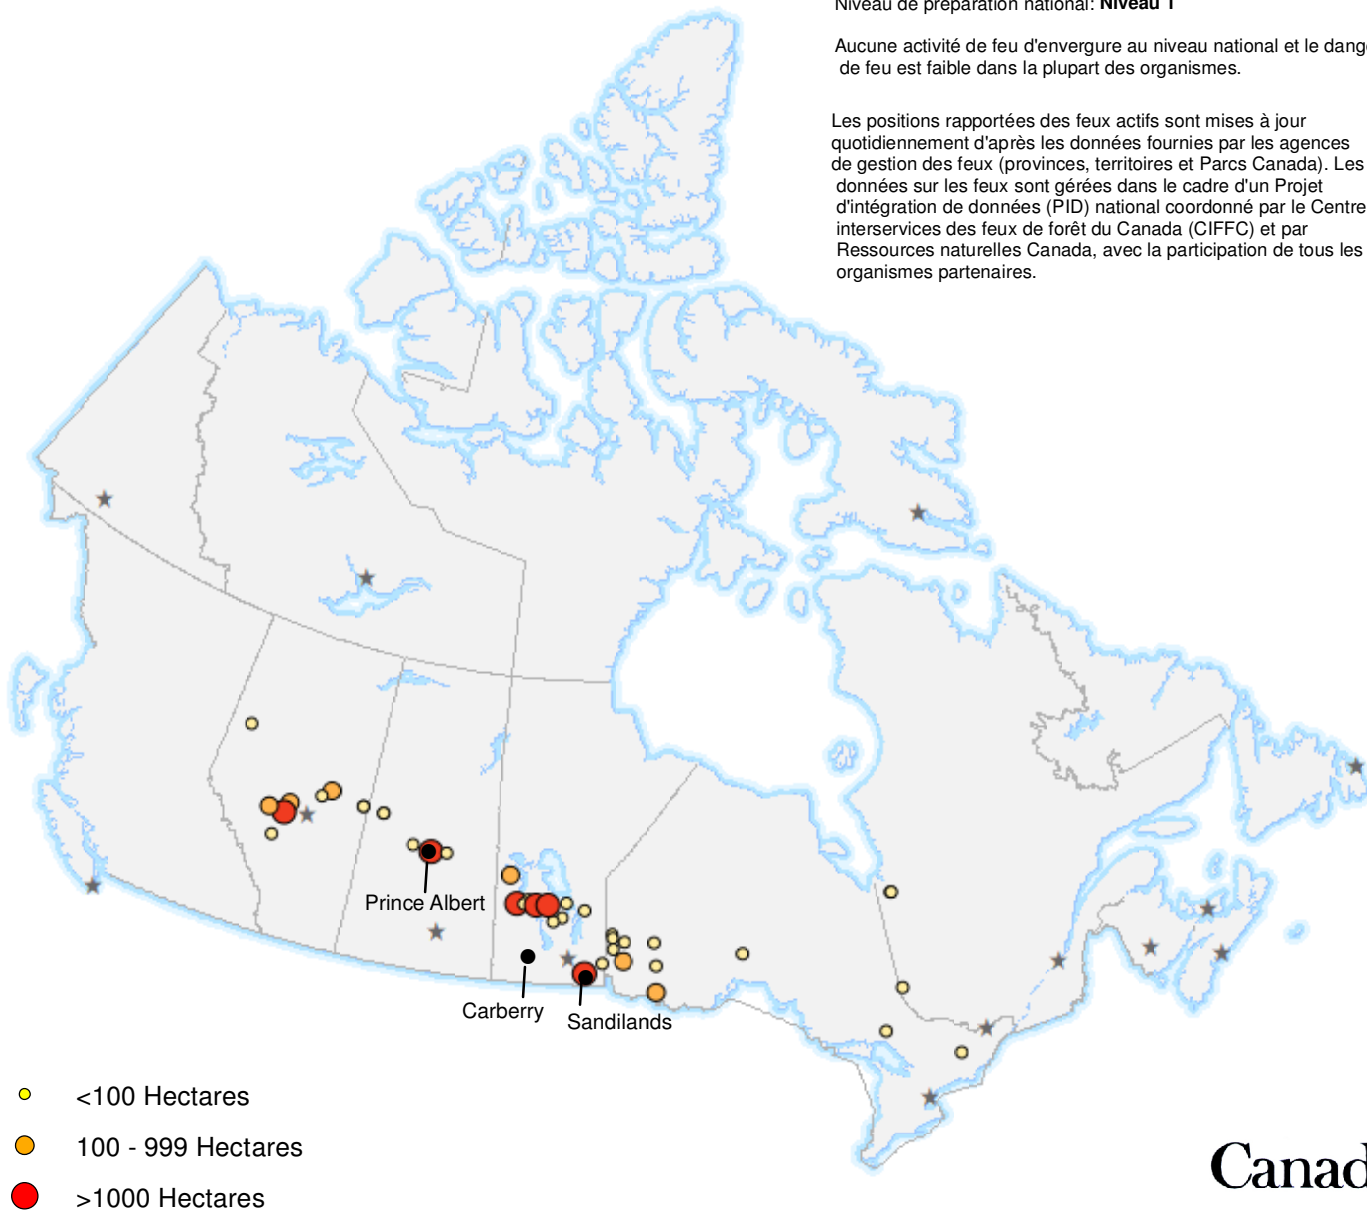 Niveau de préparation national: Niveau 1
Aucune activité de feu d'envergure au niveau national et le dang
de feu est faible dans la plupart des organismes.
Les positions rapportées des feux actifs sont mises à jour
quotidiennement d'après les données fournies par les agences
de gestion des feux (provinces, territoires et Parcs Canada). Les
données sur les feux sont gérées dans le cadre d'un Projet
d'intégration de données (PID) national coordonné par le Centre
interservices des feux de forêt du Canada (CIFFC) et par
Ressources naturelles Canada, avec la participation de tous les
organismes partenaires.
Prince Albert
Carberry
Sandilands
<100 Hectares
100 - 999 Hectares
>1000 Hectares
Canad